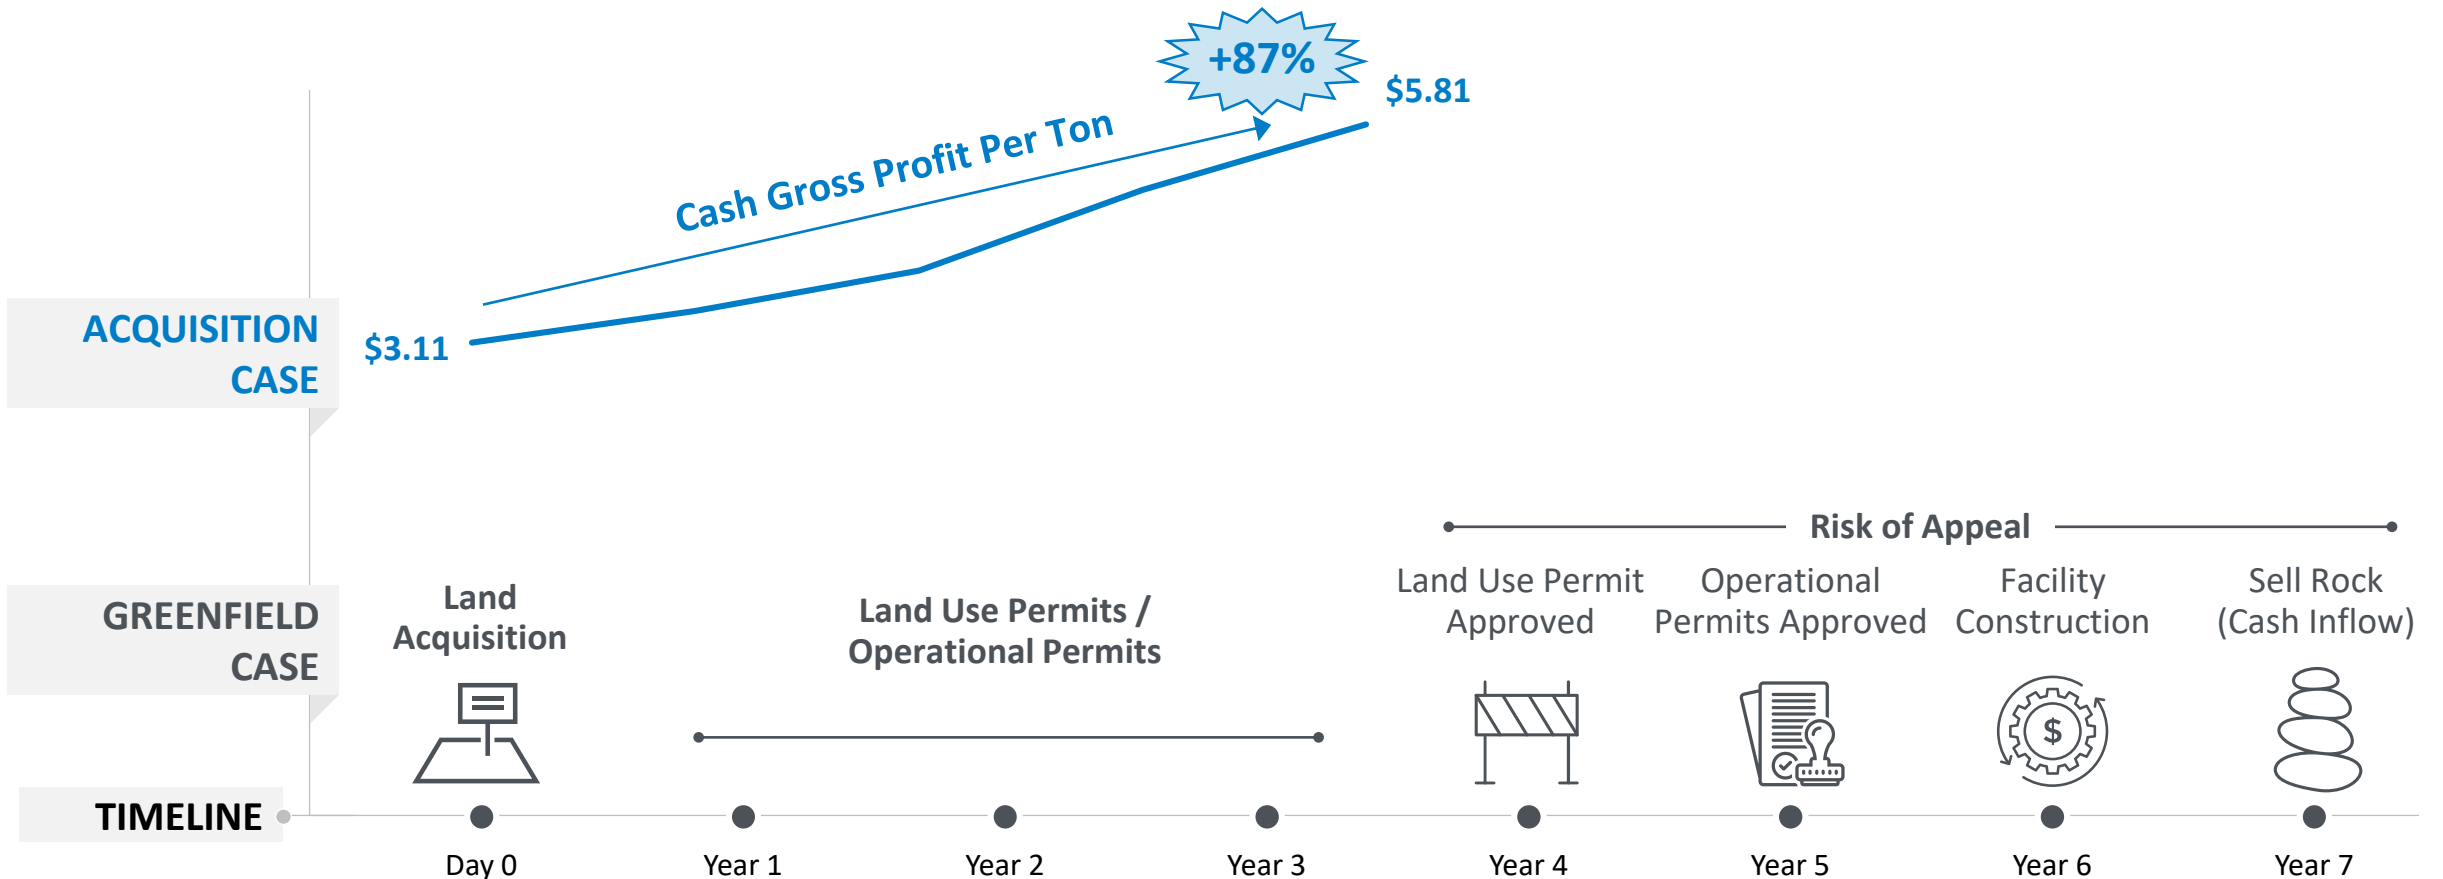 +87%
$5.81
Cash Gross Profit Per Ton
ACQUISITION
CASE
$3.11
Risk of Appeal
GREENFIELD
CASE
Land
Acquisition
Land Use Permits /
Operational Permits
Land Use Permit
Approved
Operational
Permits Approved
Facility
Construction
Sell Rock
(Cash Inflow)
$
TIMELINE
Day 0
Year 1
Year 2
Year 3
Year 4
Year 5
Year 6
Year 7